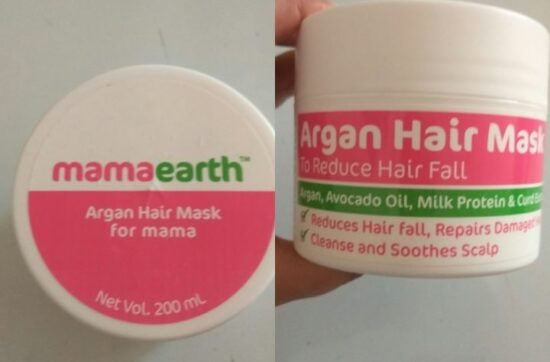 mamaearth™
Argan Hair Mask
for mama
Net Vol. 200 mL
Argan Hair Mask
To Reduce Hair Fall
Argan, Avocado Oil, Milk Protein & Curd
Reduces Hair fall, Repairs Damaged
Cleanse and Soothes Scalp